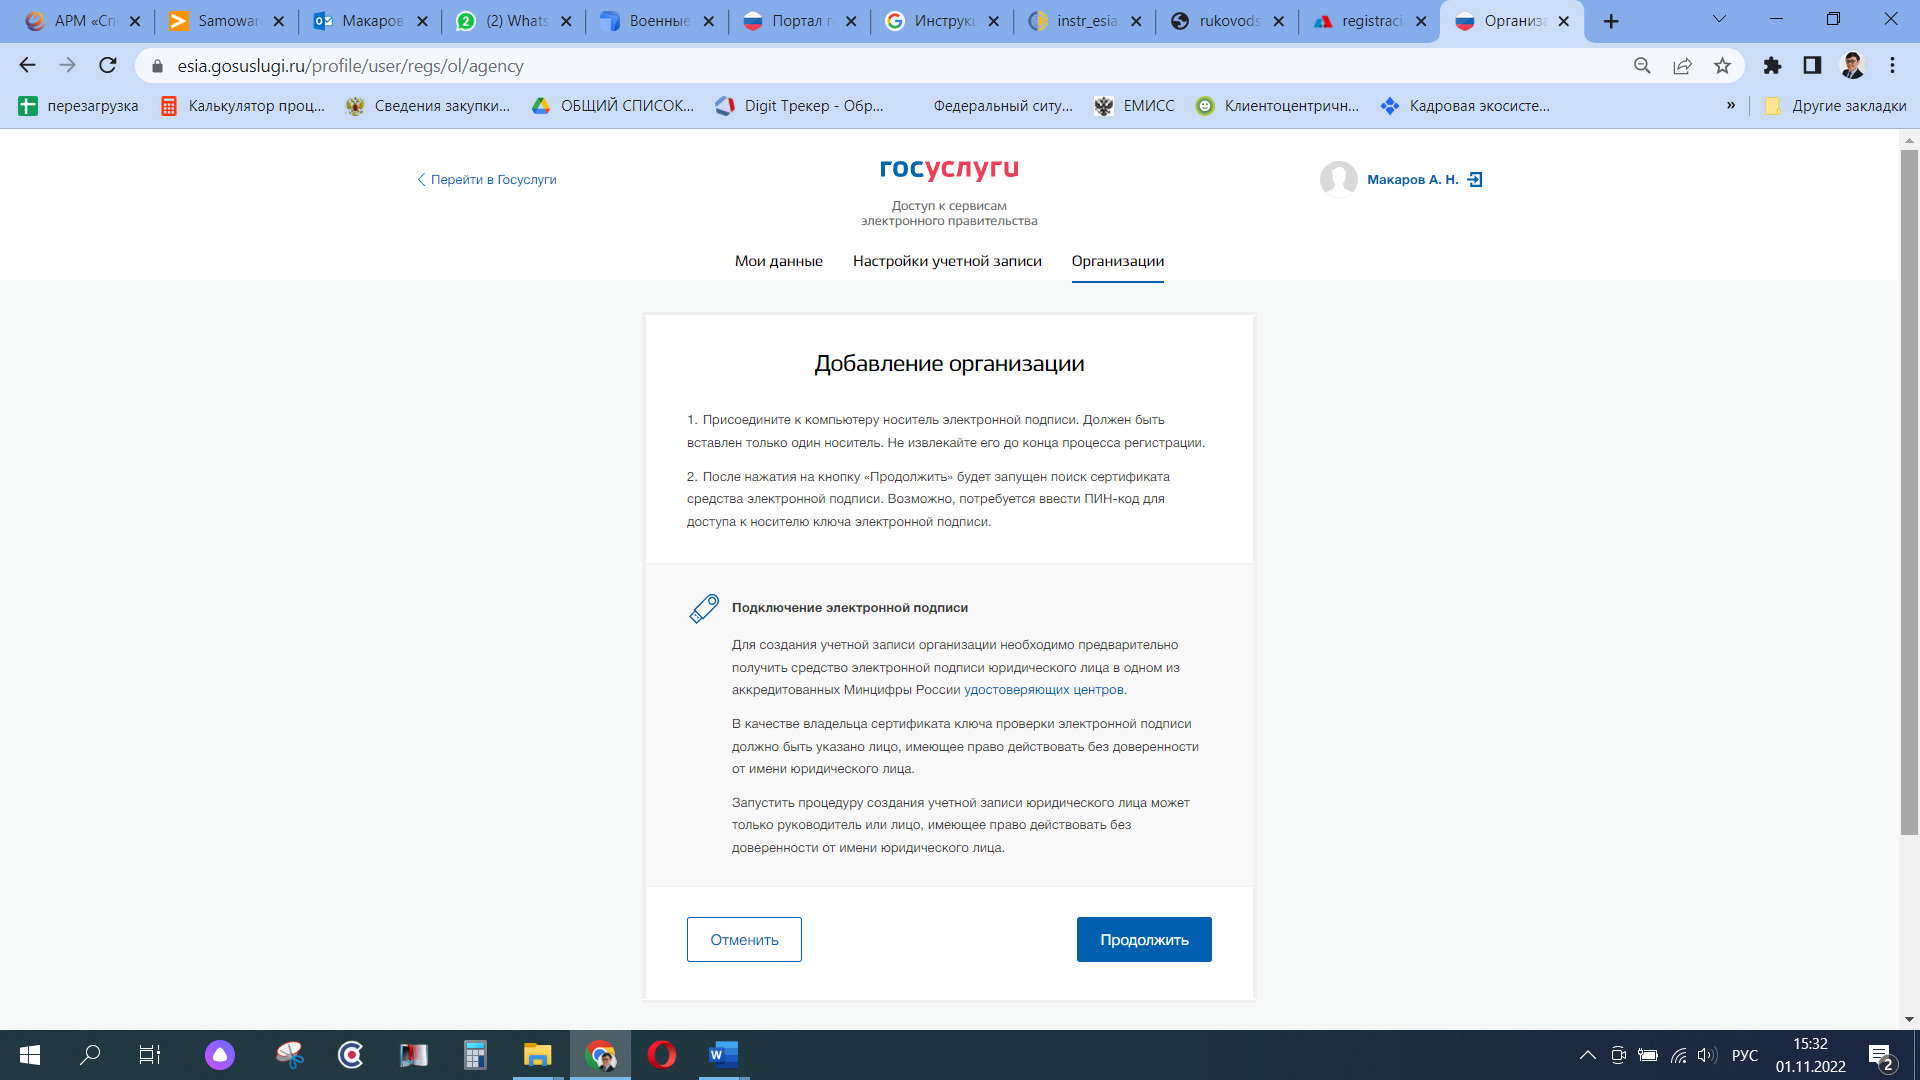 АРМ «Спе
Samoware
Макаров
(2) Whats
Военные
Портал г
Инструкц
instr_esia
rukovods
registraci
Организа
esia.gosuslugi.ru/profile/user/regs/ol/agency
перезагрузка
Калькулятор проц...
Сведения закупки...
ОБЩИЙ СПИСОК...
Digit Трекер - Обр...
Федеральный ситу...
ЕМИСС
Клиентоцентричн...
Кадровая экосисте...
»
Другие закладки
Перейти в Госуслуги
госуслуги
Доступ к сервисам
электронного правительства
Макаров А. Н.
Мои данные
Настройки учетной записи
Организации
Добавление организации
1. Присоедините к компьютеру носитель электронной подписи. Должен быть
вставлен только один носитель. Не извлекайте его до конца процесса регистрации.
2. После нажатия на кнопку «Продолжить» будет запущен поиск сертификата
средства электронной подписи. Возможно, потребуется ввести ПИН-код для
доступа к носителю ключа электронной подписи.
Подключение электронной подписи
Для создания учетной записи организации необходимо предварительно
получить средство электронной подписи юридического лица в одном из
аккредитованных Минцифры России удостоверяющих центров.
В качестве владельца сертификата ключа проверки электронной подписи
должно быть указано лицо, имеющее право действовать без доверенности
от имени юридического лица.
Запустить процедуру создания учетной записи юридического лица может
только руководитель или лицо, имеющее право действовать без
доверенности от имени юридического лица.
Отменить
Продолжить
РУС
15:32
01.11.2022
2